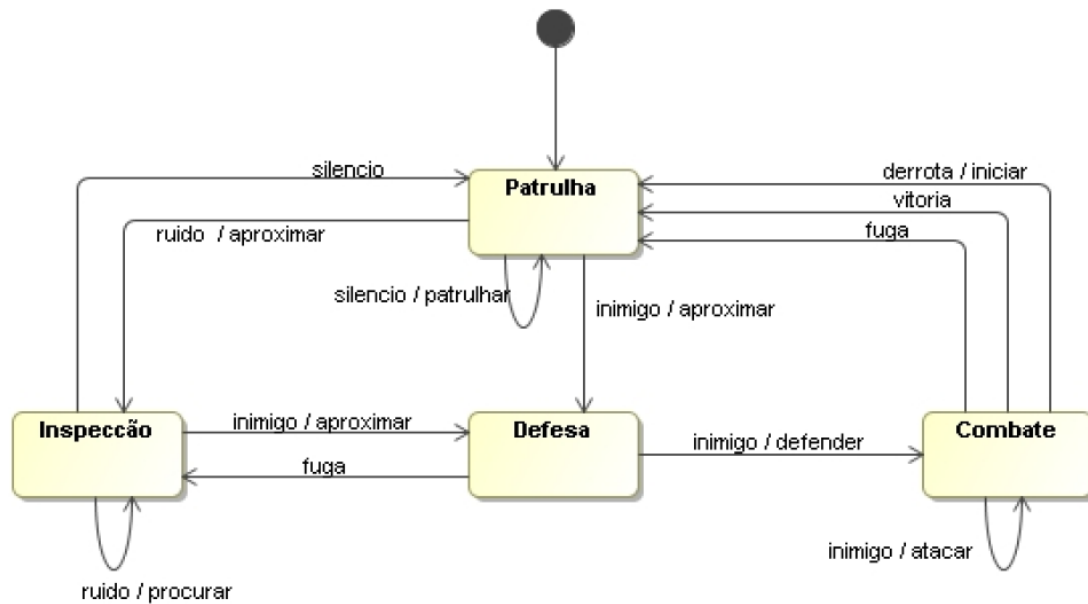 silencio
Patrulha
derrota / iniciar
vitoria
ruido / aproximar
fuga
silencio / patrulhar
inimigo / aproximar
Inspecção
inimigo / aproximar
Defesa
inimigo / defender
Combate
fuga
inimigo / atacar
ruido / procurar